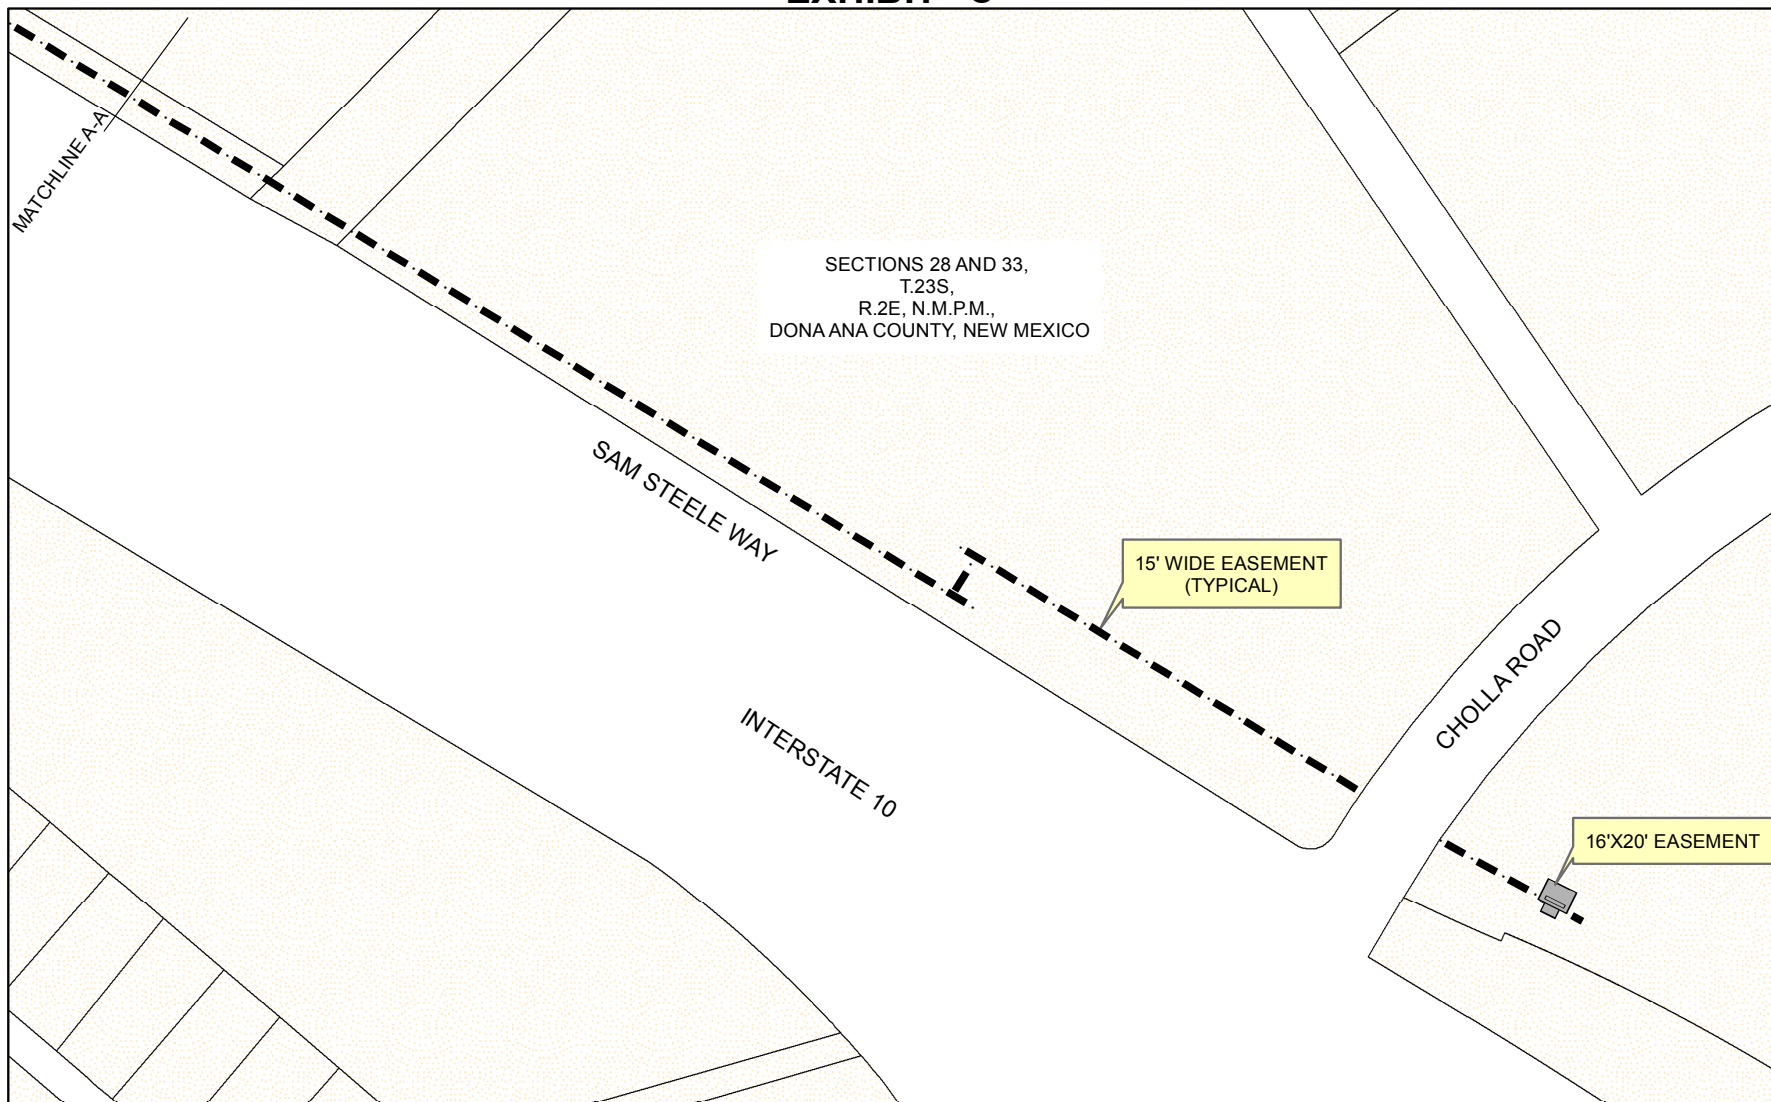 MATCHLINE A-A
SECTIONS 28 AND 33,
T.23S,
R.2E, N.M.P.M.,
DONA ANA COUNTY, NEW MEXICO
SAM STEELE WAY
15' WIDE EASEMENT
(TYPICAL)
CHOLLA ROAD
INTERSTATE 10
16'X20' EASEMENT